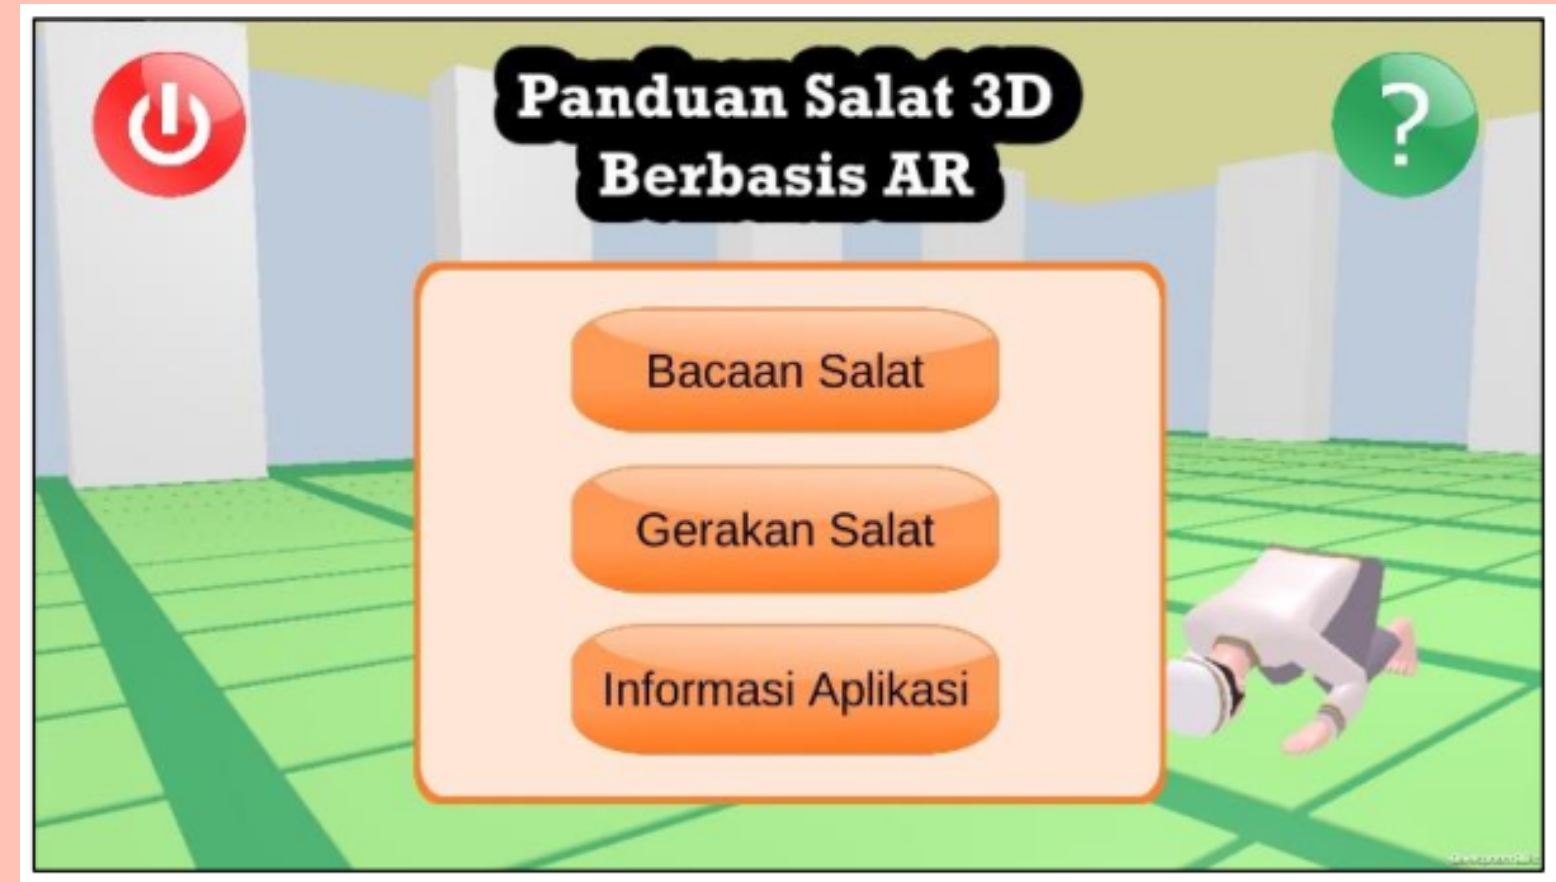 Panduan Salat 3D
Berbasis AR
?
Bacaan Salat
Gerakan Salat
Informasi Aplikasi